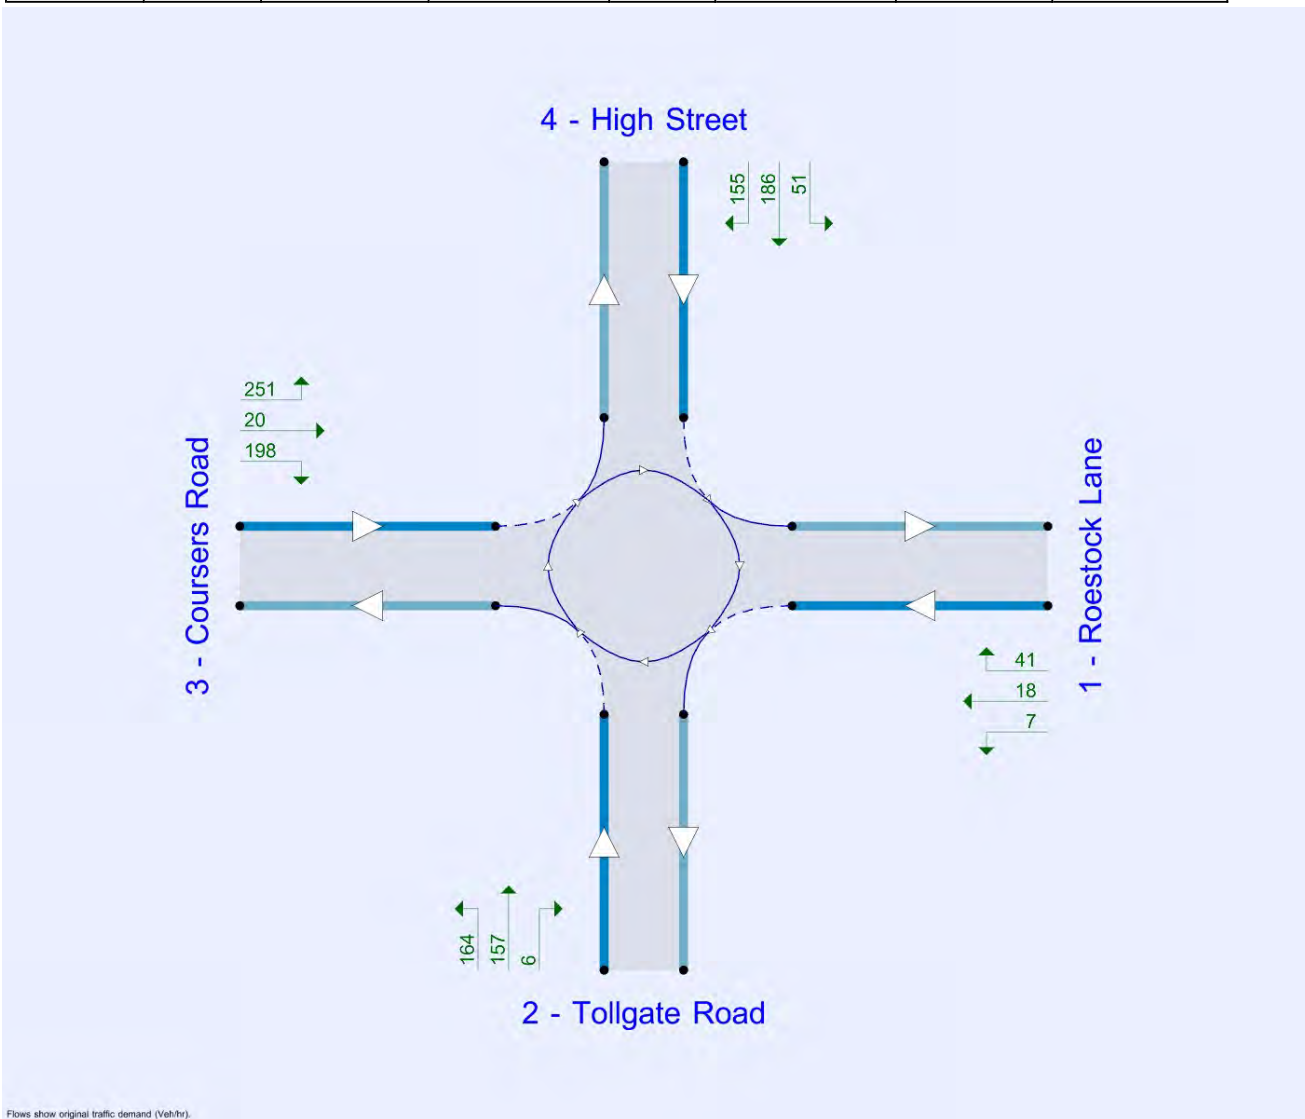 4 - High Street
155
186
51
251
20
198
3 - Coursers Road
1 - Roestock Lane
41
18
7
164
157
6
2 - Tollgate Road
Flows show original traffic demand (Veh/hr).